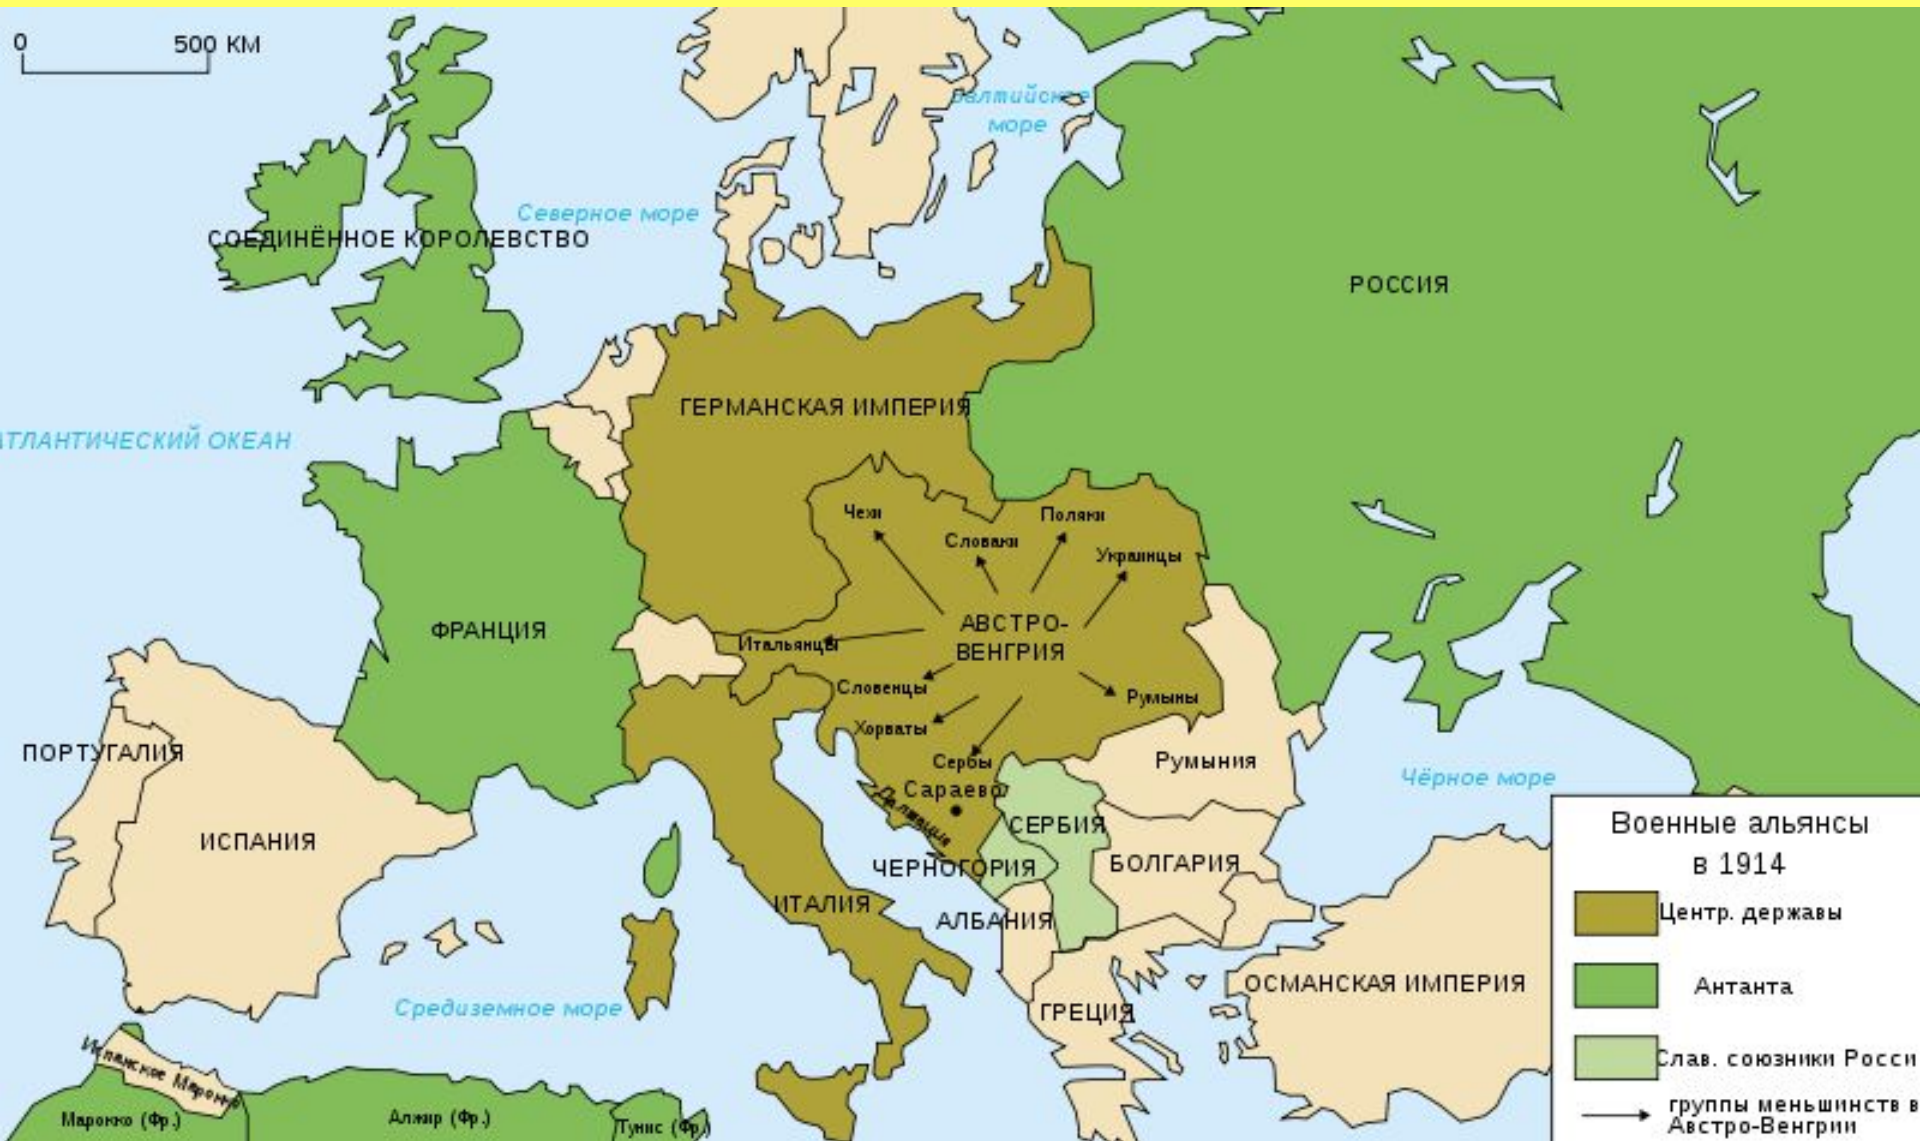 0 500 КМ
Балтийское
море
Северное море
СОЕДИНЁННОЕ КОРОЛЕВСТВО
РОССИЯ
ГЕРМАНСКАЯ ИМПЕРИЯ
АТЛАНТИЧЕСКИЙ ОКЕАН
Чехи
Поляки
Словаки
Украинцы
ФРАНЦИЯ
АВСТРО-
ВЕНГРИЯ
Итальянцы
Словенцы
Румыны
Хорваты
ПОРТУГАЛИЯ
Сербы
Румыния
Чёрное море
Сараево
Далмация
ИСПАНИЯ
СЕРБИЯ
ЧЕРНОГОРИЯ
БОЛГАРИЯ
ИТАЛИЯ
АЛБАНИЯ
Средиземное море
ГРЕЦИЯ
ОСМАНСКАЯ ИМПЕРИЯ
Испанское Марокко
Марокко (Фр.)
Алжир (Фр.)
Тунис (Фр.)
Военные альянсы
в 1914
Центр. державы
Антанта
Слав. союзники Росси
группы меньшинств в
Австро-Венгрии